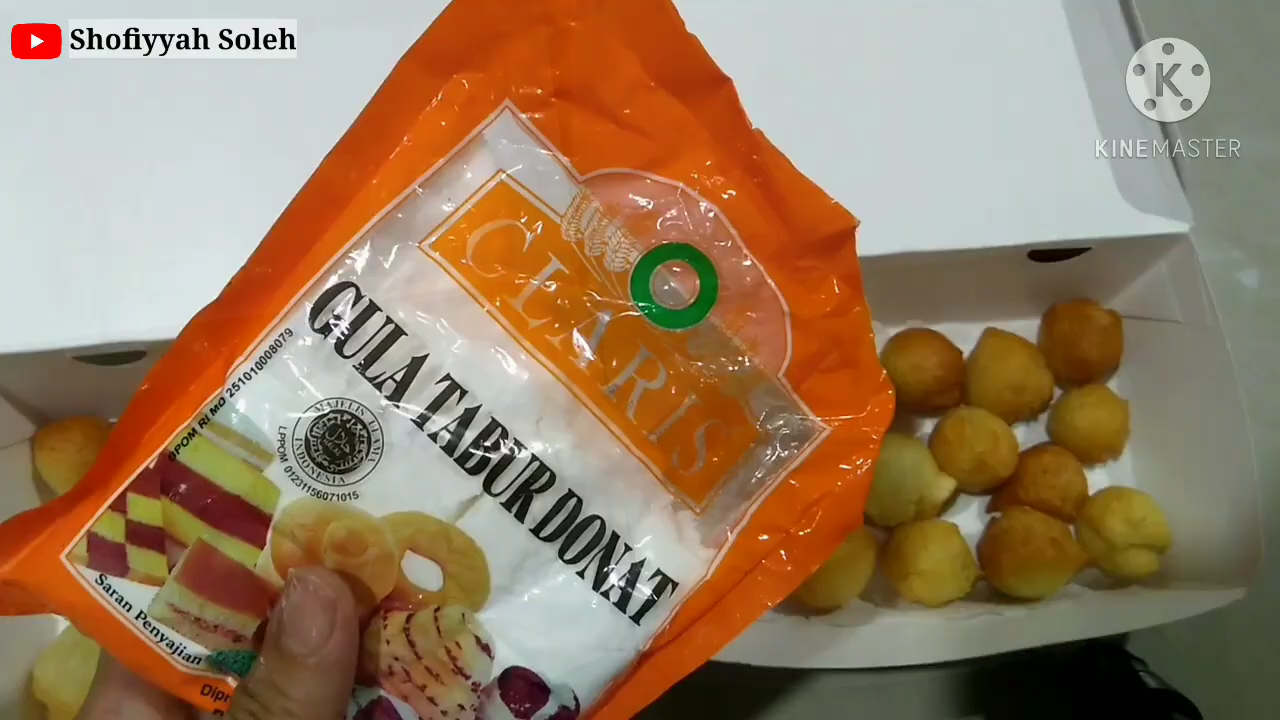 Shofiyyah Soleh
K
KINEMASTER
CLARIS
GULA TABUR DONAT
BPOM RI MD 251010008079
MAJELIS ULAMA
INDONESIA
LPPOM 01231156071015
Saran Penyajian